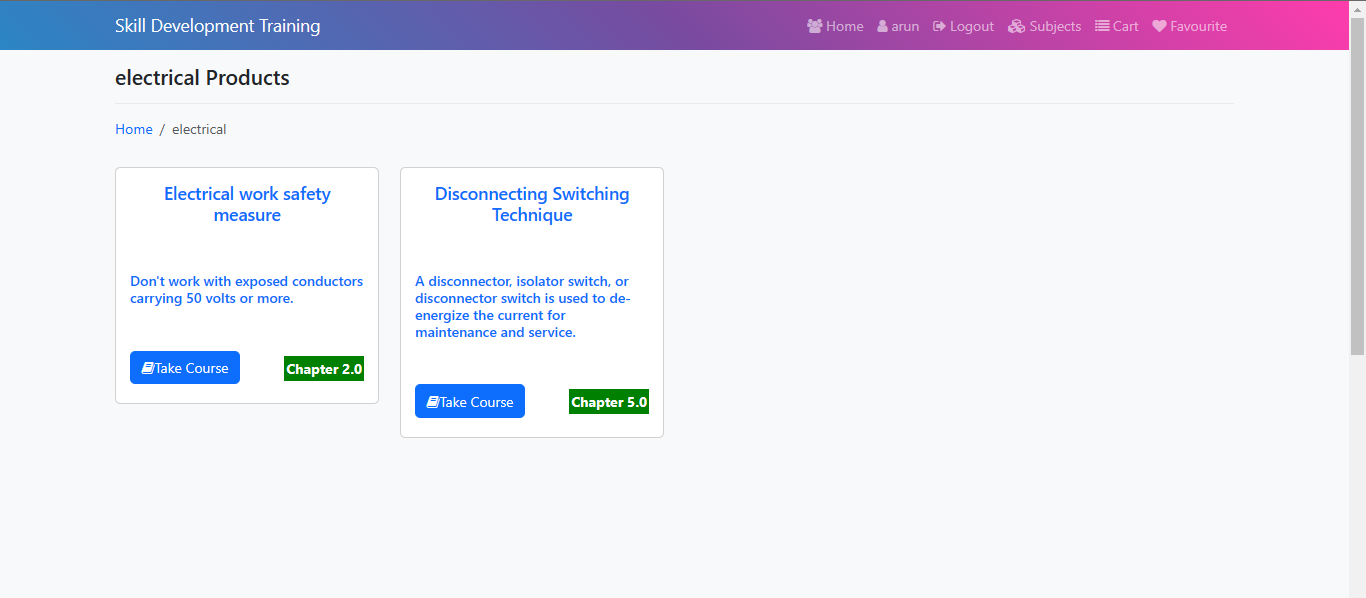 Skill Development Training Home arun Logout Subjects Cart Favourite
electrical Products
Home / electrical
Electrical work safety
measure
Don't work with exposed conductors
carrying 50 volts or more.
Take Course Chapter 2.0
Disconnecting Switching
Technique
A disconnector, isolator switch, or
disconnector switch is used to de-
energize the current for
maintenance and service.
Take Course Chapter 5.0